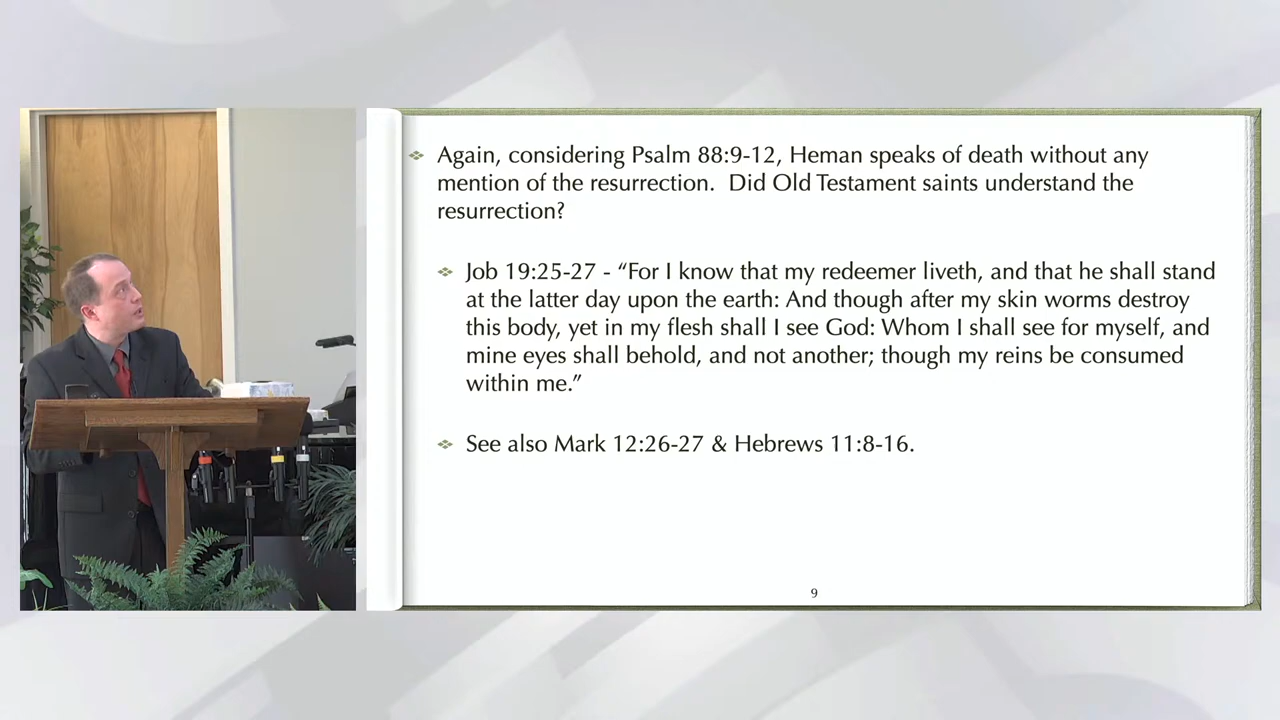 Again, considering Psalm 88:9-12, Heman speaks of death without any
mention of the resurrection.  Did Old Testament saints understand the
resurrection?
Job 19:25-27 - “For I know that my redeemer liveth, and that he shall stand
at the latter day upon the earth: And though after my skin worms destroy
this body, yet in my flesh shall I see God: Whom I shall see for myself, and
mine eyes shall behold, and not another; though my reins be consumed
within me.”
See also Mark 12:26-27 & Hebrews 11:8-16.
9